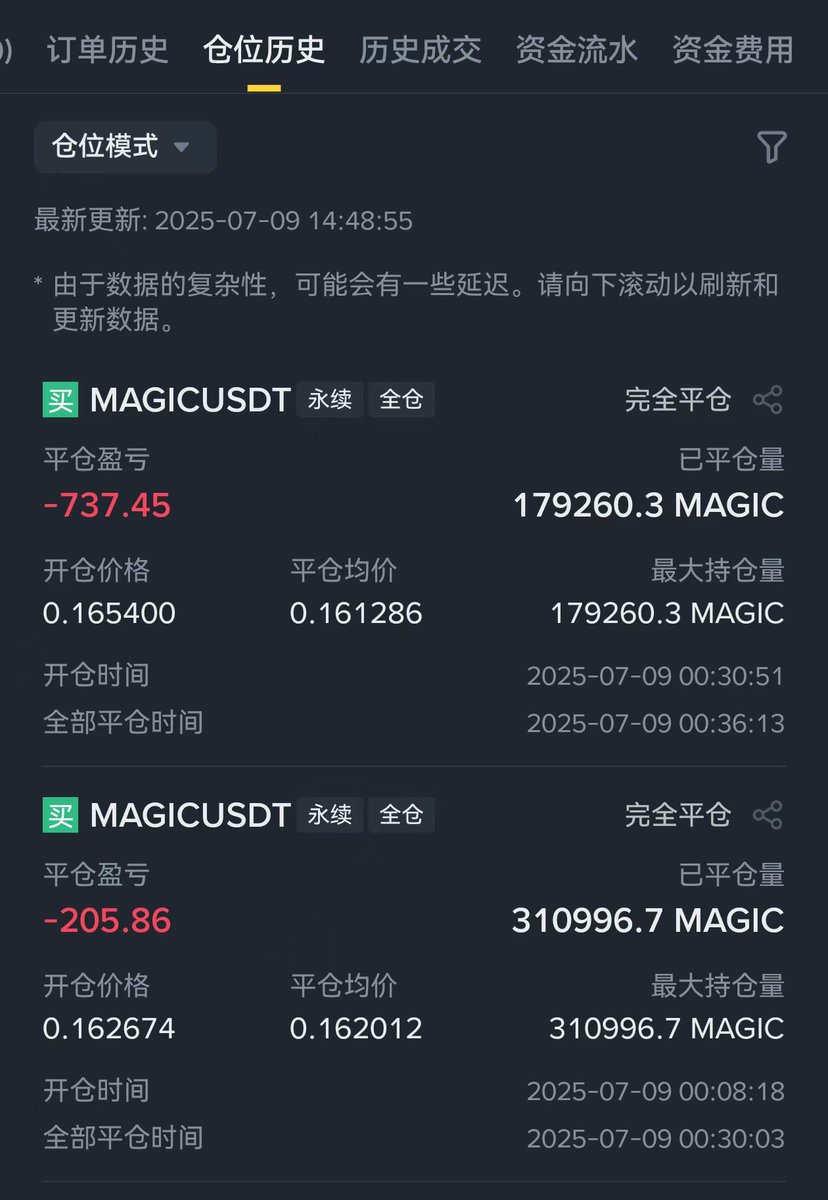 ) 订单历史 仓位历史 历史成交 资金流水 资金费用
仓位模式
最新更新: 2025-07-09 14:48:55
* 由于数据的复杂性，可能会有一些延迟。请向下滚动以刷新和
更新数据。
买 MAGICUSDT 永续 全仓 完全平仓
平仓盈亏 已平仓量
-737.45 179260.3 MAGIC
开仓价格 平仓均价 最大持仓量
0.165400 0.161286 179260.3 MAGIC
开仓时间 2025-07-09 00:30:51
全部平仓时间 2025-07-09 00:36:13
买 MAGICUSDT 永续 全仓 完全平仓
平仓盈亏 已平仓量
-205.86 310996.7 MAGIC
开仓价格 平仓均价 最大持仓量
0.162674 0.162012 310996.7 MAGIC
开仓时间 2025-07-09 00:08:18
全部平仓时间 2025-07-09 00:30:03